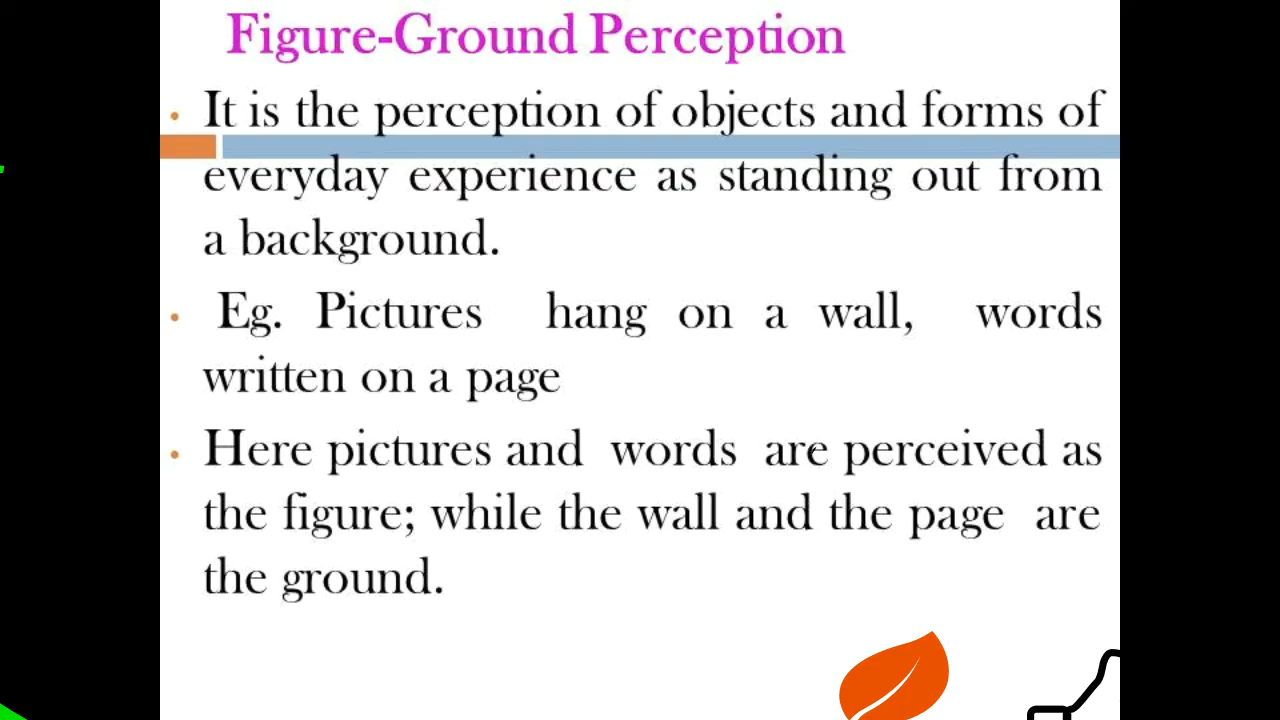 Figure-Ground Perception
• It is the perception of objects and forms of
everyday experience as standing out from
a background.
• Eg. Pictures hang on a wall, words
written on a page
• Here pictures and words are perceived as
the figure; while the wall and the page are
the ground.